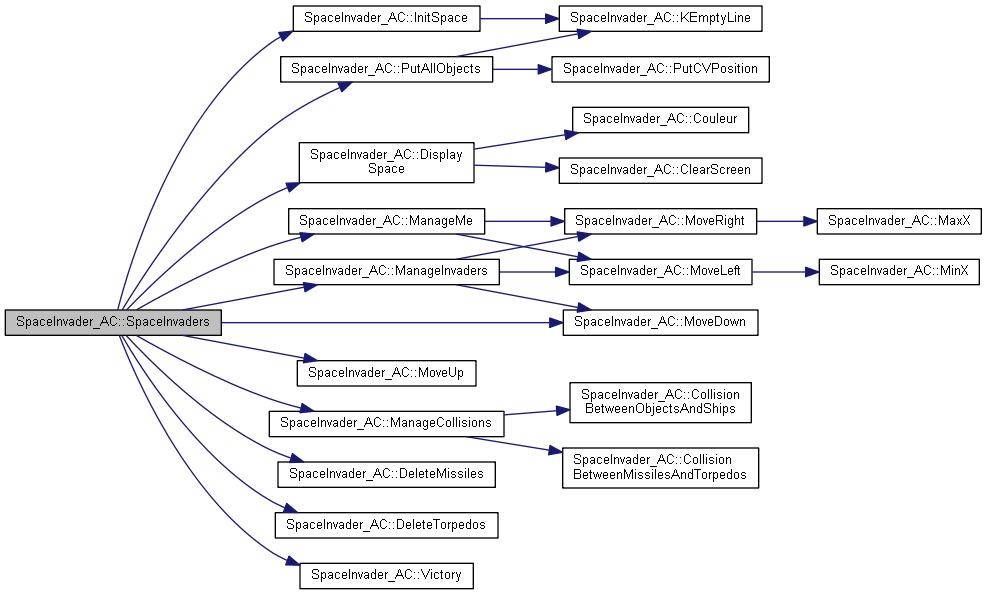 SpaceInvader_AC::InitSpace
SpaceInvader_AC::KEmptyLine
SpaceInvader_AC::PutAllObjects
SpaceInvader_AC::PutCVPosition
SpaceInvader_AC::Couleur
SpaceInvader_AC::Display
Space
SpaceInvader_AC::ClearScreen
SpaceInvader_AC::ManageMe
SpaceInvader_AC::MoveRight
SpaceInvader_AC::MaxX
SpaceInvader_AC::ManageInvaders
SpaceInvader_AC::MoveLeft
SpaceInvader_AC::MinX
SpaceInvader_AC::SpaceInvaders
SpaceInvader_AC::MoveDown
SpaceInvader_AC::MoveUp
SpaceInvader_AC::Collision
BetweenObjectsAndShips
SpaceInvader_AC::ManageCollisions
SpaceInvader_AC::Collision
BetweenMissilesAndTorpedos
SpaceInvader_AC::DeleteMissiles
SpaceInvader_AC::DeleteTorpedos
SpaceInvader_AC::Victory